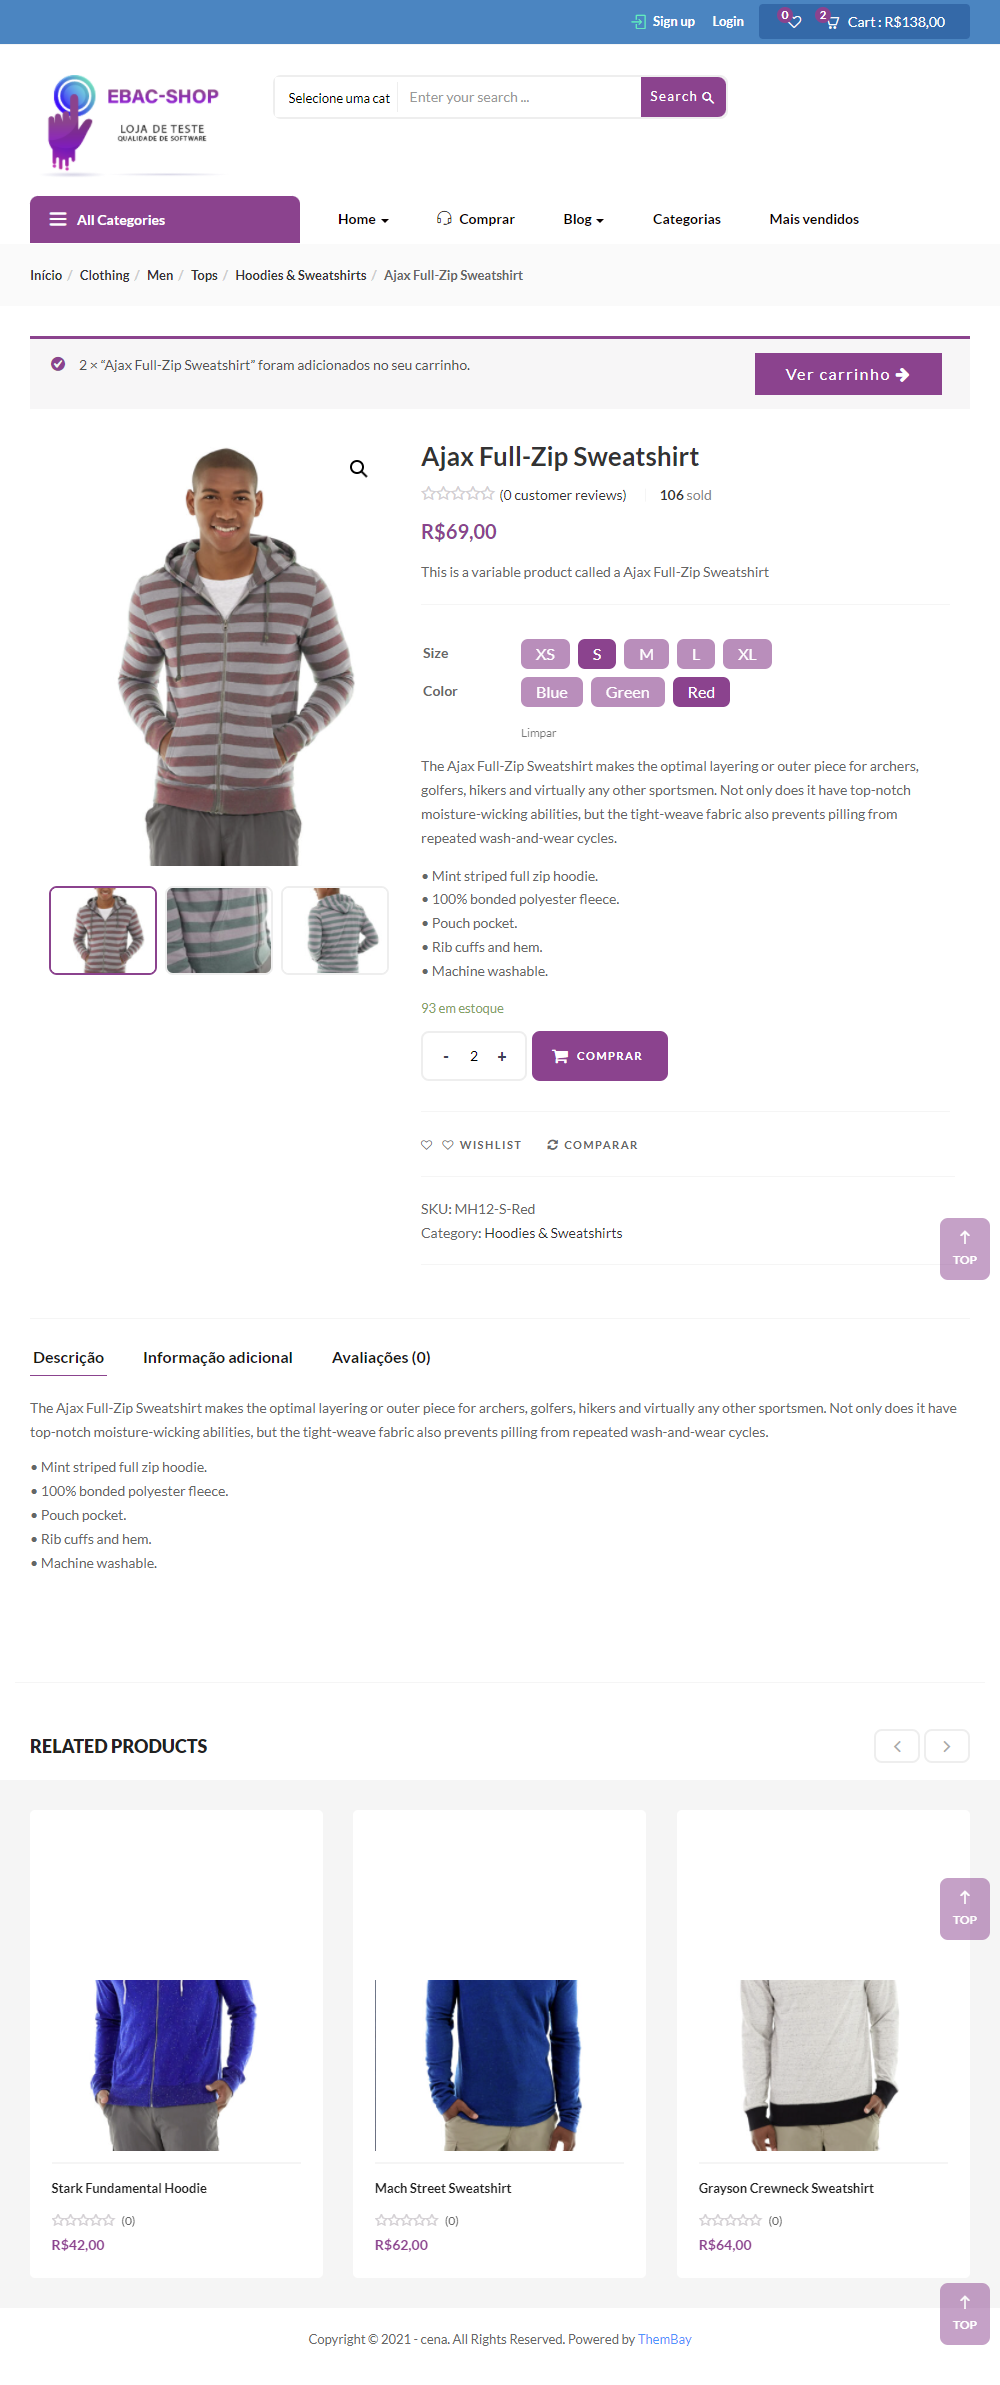 Sign up Login 0 2 Cart : R$138,00
EBAC-SHOP
LOJA DE TESTE
QUALIDADE DE SOFTWARE
Selecione uma cat Enter your search ... Search
All Categories Home Comprar Blog Categorias Mais vendidos
Início / Clothing / Men / Tops / Hoodies & Sweatshirts / Ajax Full-Zip Sweatshirt
2 × “Ajax Full-Zip Sweatshirt” foram adicionados no seu carrinho. Ver carrinho
Ajax Full-Zip Sweatshirt
(0 customer reviews) 106 sold
R$69,00
This is a variable product called a Ajax Full-Zip Sweatshirt
Size XS S M L XL
Color Blue Green Red
Limpar
The Ajax Full-Zip Sweatshirt makes the optimal layering or outer piece for archers,
golfers, hikers and virtually any other sportsmen. Not only does it have top-notch
moisture-wicking abilities, but the tight-weave fabric also prevents pilling from
repeated wash-and-wear cycles.
• Mint striped full zip hoodie.
• 100% bonded polyester fleece.
• Pouch pocket.
• Rib cuffs and hem.
• Machine washable.
93 em estoque
- 2 + COMPRAR
WISHLIST COMPARAR
SKU: MH12-S-Red
Category: Hoodies & Sweatshirts
TOP
Descrição Informação adicional Avaliações (0)
The Ajax Full-Zip Sweatshirt makes the optimal layering or outer piece for archers, golfers, hikers and virtually any other sportsmen. Not only does it have
top-notch moisture-wicking abilities, but the tight-weave fabric also prevents pilling from repeated wash-and-wear cycles.
• Mint striped full zip hoodie.
• 100% bonded polyester fleece.
• Pouch pocket.
• Rib cuffs and hem.
• Machine washable.
RELATED PRODUCTS
TOP
Stark Fundamental Hoodie Mach Street Sweatshirt Grayson Crewneck Sweatshirt
(0) (0) (0)
R$42,00 R$62,00 R$64,00
TOP
Copyright © 2021 - cena. All Rights Reserved. Powered by ThemBay